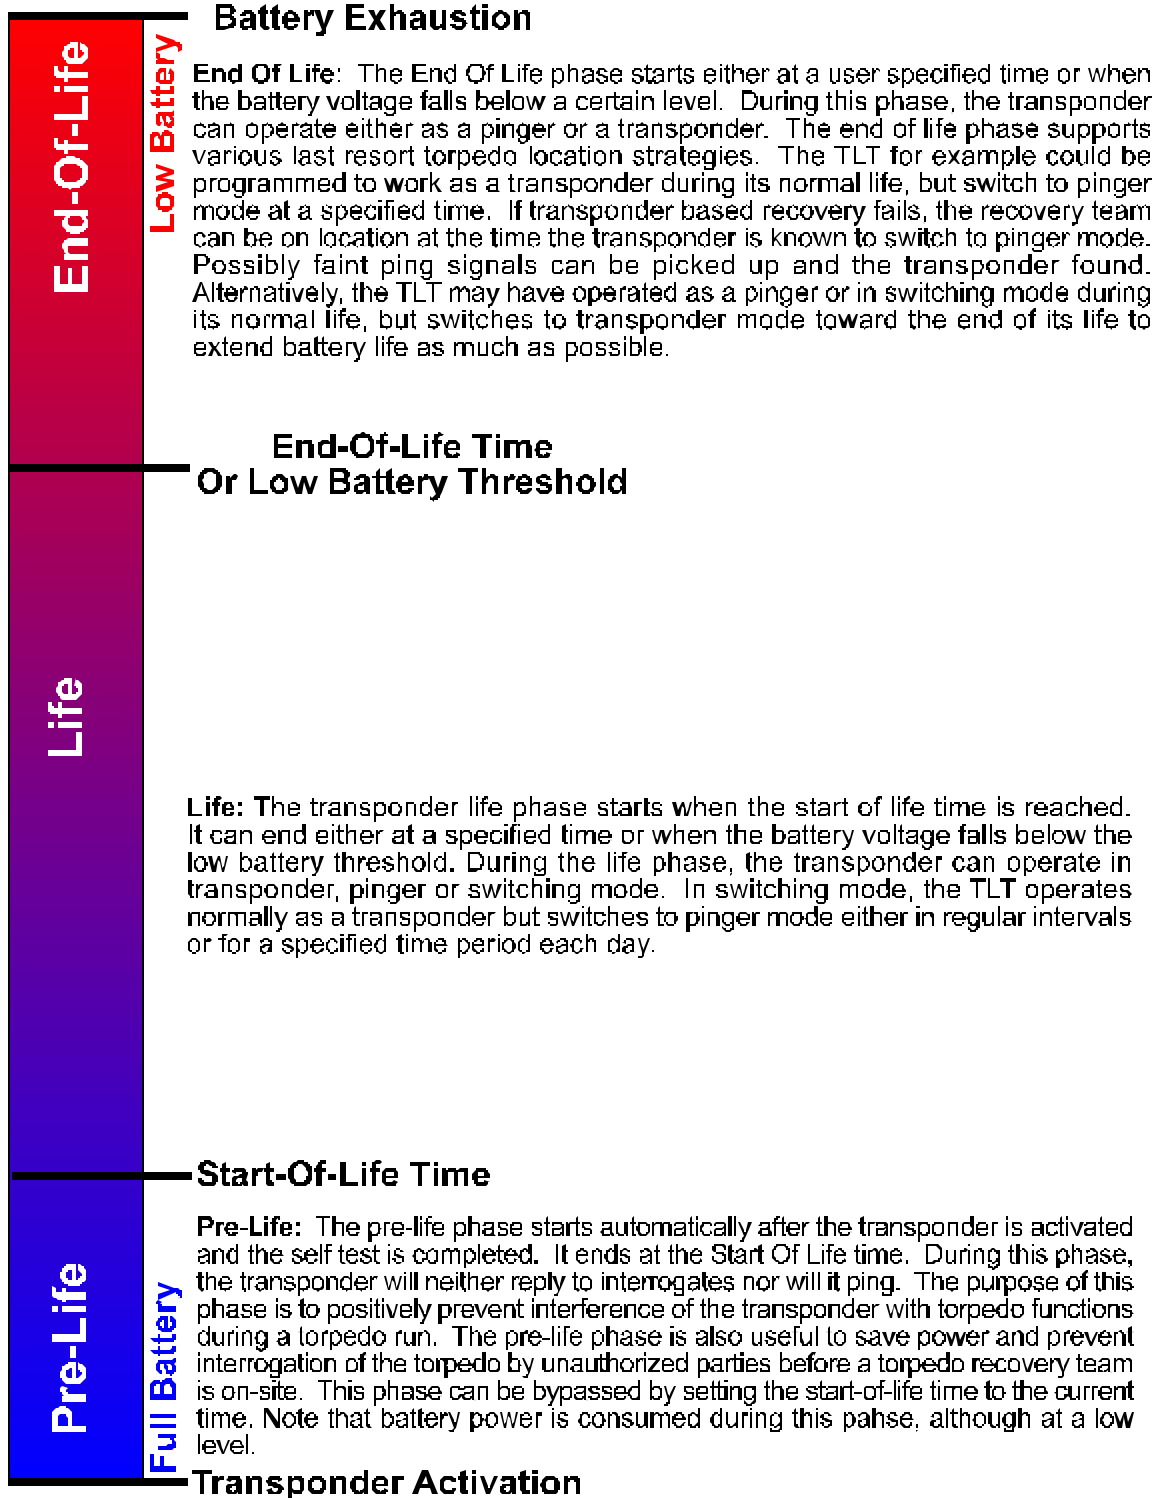 Battery Exhaustion
End-Of-Life
Low Battery
End Of Life:  The End Of Life phase starts either at a user specified time or when
the battery voltage falls below a certain level.  During this phase, the transponder
can operate either as a pinger or a transponder.  The end of life phase supports
various last resort torpedo location strategies.  The TLT for example could be
programmed to work as a transponder during its normal life, but switch to pinger
mode at a specified time.  If transponder based recovery fails, the recovery team
can be on location at the time the transponder is known to switch to pinger mode.
Possibly faint ping signals can be picked up and the transponder found.
Alternatively, the TLT may have operated as a pinger or in switching mode during
its normal life, but switches to transponder mode toward the end of its life to
extend battery life as much as possible.
End-Of-Life Time
Or Low Battery Threshold
Life
Life: The transponder life phase starts when the start of life time is reached.
It can end either at a specified time or when the battery voltage falls below the
low battery threshold. During the life phase, the transponder can operate in
transponder, pinger or switching mode.  In switching mode, the TLT operates
normally as a transponder but switches to pinger mode either in regular intervals
or for a specified time period each day.
Start-Of-Life Time
Pre-Life
Full Battery
Pre-Life:  The pre-life phase starts automatically after the transponder is activated
and the self test is completed.  It ends at the Start Of Life time.  During this phase,
the transponder will neither reply to interrogates nor will it ping.  The purpose of this
phase is to positively prevent interference of the transponder with torpedo functions
during a torpedo run.  The pre-life phase is also useful to save power and prevent
interrogation of the torpedo by unauthorized parties before a torpedo recovery team
is on-site.  This phase can be bypassed by setting the start-of-life time to the current
time. Note that battery power is consumed during this pahse, although at a low
level.
Transponder Activation